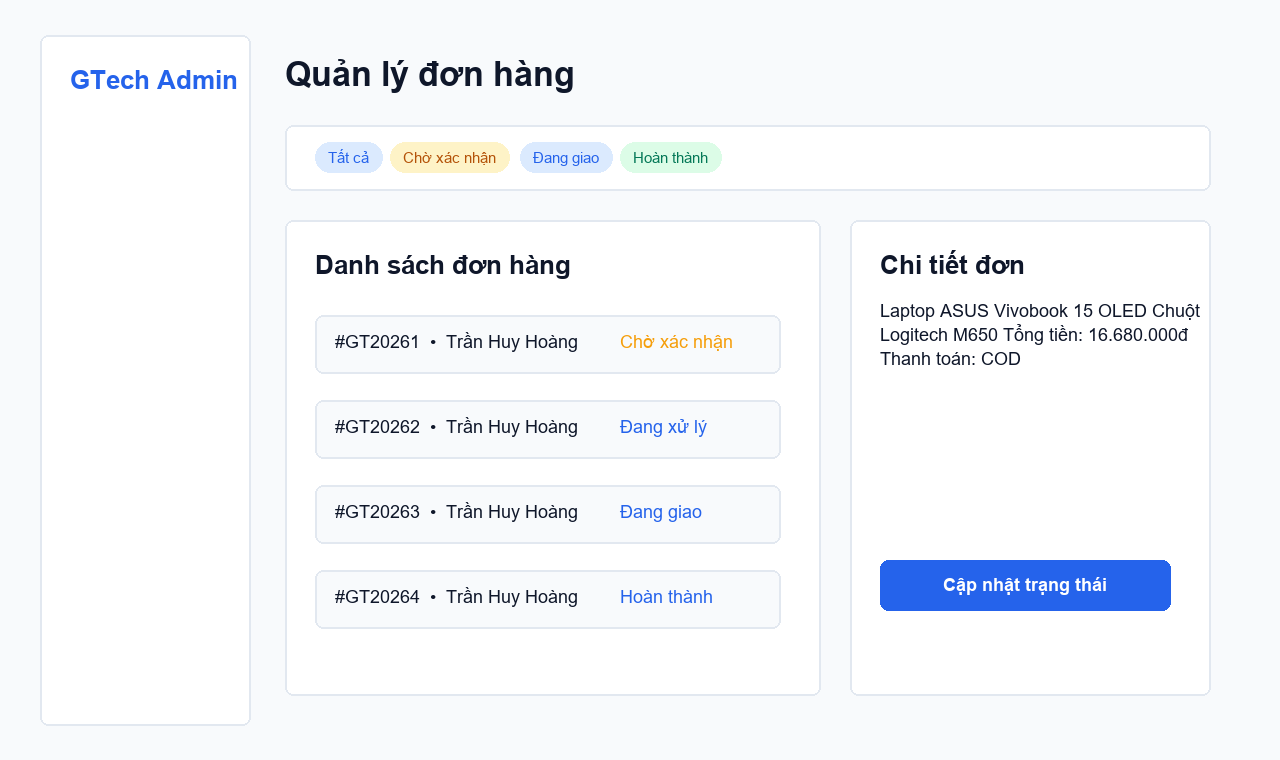 GTech Admin
Quản lý đơn hàng
Tất cả
Chờ xác nhận
Đang giao
Hoàn thành
Danh sách đơn hàng
#GT20261 • Trần Huy Hoàng
Chờ xác nhận
#GT20262 • Trần Huy Hoàng
Đang xử lý
#GT20263 • Trần Huy Hoàng
Đang giao
#GT20264 • Trần Huy Hoàng
Hoàn thành
Chi tiết đơn
Laptop ASUS Vivobook 15 OLED Chuột
Logitech M650 Tổng tiền: 16.680.000đ
Thanh toán: COD
Cập nhật trạng thái